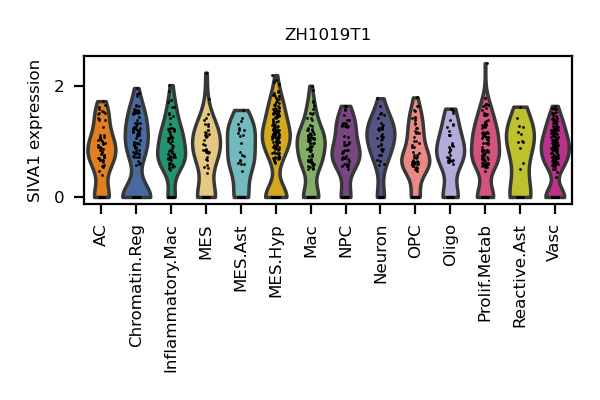 ZH1019T1
SIVA1 expression
2
0
AC
Chromatin.Reg
Inflammatory.Mac
MES
MES.Ast
MES.Hyp
Mac
NPC
Neuron
OPC
Oligo
Prolif.Metab
Reactive.Ast
Vasc